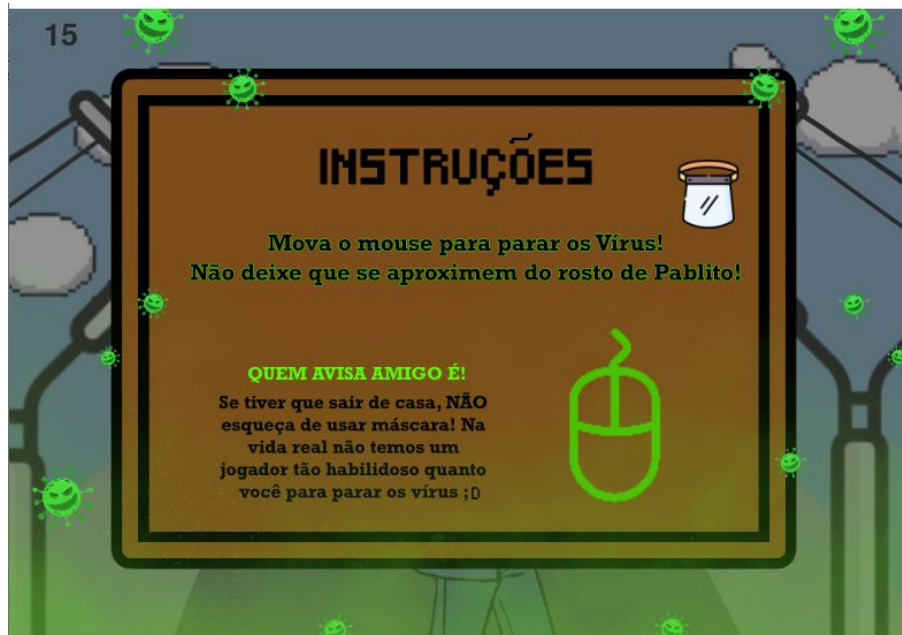 15
INSTRUÇÕES
Mova o mouse para parar os Vírus!
Não deixe que se aproximem do rosto de Pablito!
QUEM AVISA AMIGO É!
Se tiver que sair de casa, NÃO
esqueça de usar máscara! Na
vida real não temos um
jogador tão habilidoso quanto
você para parar os vírus ;D